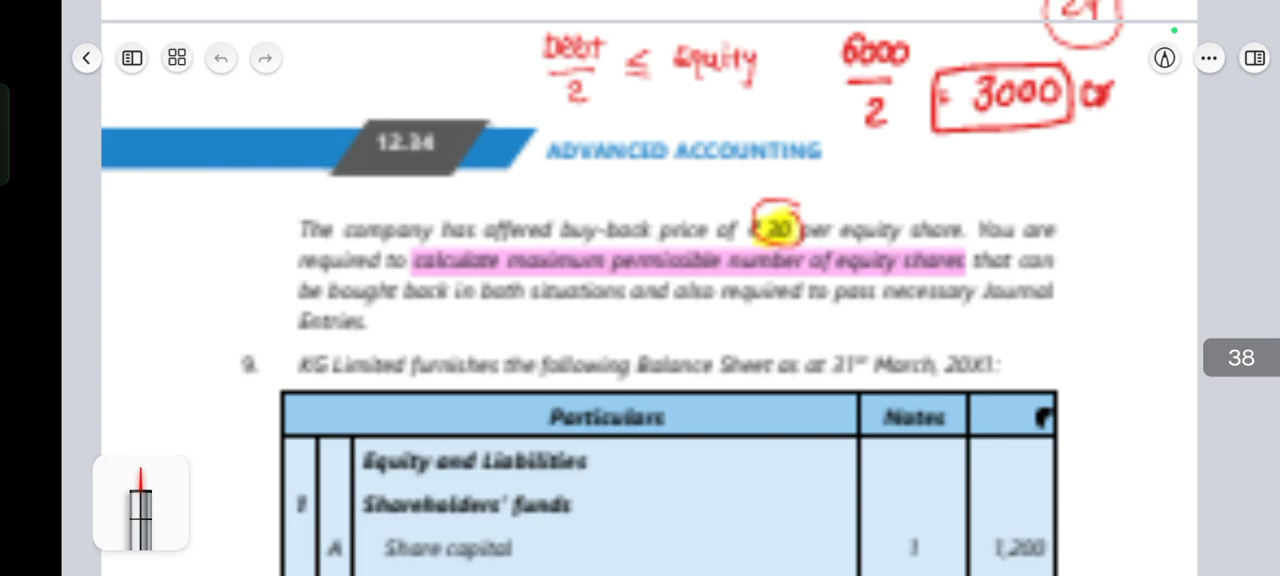 Debt/2 ≤ Equity
6000/2 = 3000 cr
12.34 ADVANCED ACCOUNTING
The company has offered buy-back price of ₹ 30 per equity share. You are
required to calculate maximum permissible number of equity shares that can
be bought back in both situations and also required to pass necessary Journal
Entries.
38
9. KG Limited furnishes the following Balance Sheet as at 31st March, 20X1:
Particulars Notes ₹
Equity and Liabilities
1 Shareholders' funds
A Share capital 1 1,200